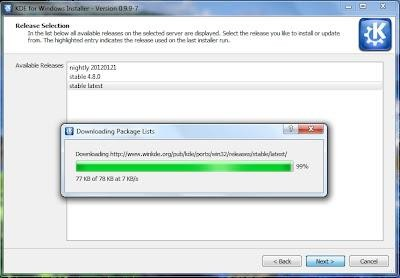 KDE for Windows Installer - Version 0.9.9-7
Release Selection
In the list below all available releases on the selected server are displayed. Select the release you like to install or update
from. The highlighted entry indicates the release used on the last installer run.
Available Releases
nightly 20120121
stable 4.8.0
stable latest
Downloading Package Lists
Downloading http://www.winkde.org/pub/kde/ports/win32/releases/stable/latest/
99%
77 KB of 78 KB at 7 KB/s
< Back
Next >
Cancel